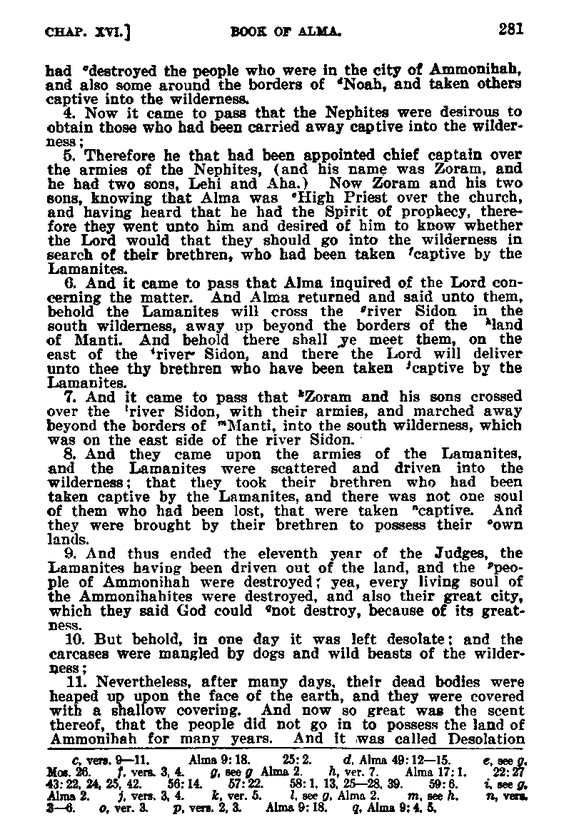 CHAP. XVI.] BOOK OF ALMA. 281
had cdestroyed the people who were in the city of Ammonihah,
and also some around the borders of dNoah, and taken others
captive into the wilderness.
4. Now it came to pass that the Nephites were desirous to
obtain those who had been carried away captive into the wilder-
ness;
5. Therefore he that had been appointed chief captain over
the armies of the Nephites, (and his name was Zoram, and
he had two sons, Lehi and Aha.) Now Zoram and his two
sons, knowing that Alma was eHigh Priest over the church,
and having heard that he had the Spirit of prophecy, there-
fore they went unto him and desired of him to know whether
the Lord would that they should go into the wilderness in
search of their brethren, who had been taken fcaptive by the
Lamanites.
6. And it came to pass that Alma inquired of the Lord con-
cerning the matter. And Alma returned and said unto them,
behold the Lamanites will cross the griver Sidon in the
south wilderness, away up beyond the borders of the hland
of Manti. And behold there shall ye meet them, on the
east of the iriver Sidon, and there the Lord will deliver
unto thee thy brethren who have been taken jcaptive by the
Lamanites.
7. And it came to pass that kZoram and his sons crossed
over the lriver Sidon, with their armies, and marched away
beyond the borders of mManti, into the south wilderness, which
was on the east side of the river Sidon.
8. And they came upon the armies of the Lamanites,
and the Lamanites were scattered and driven into the
wilderness; that they took their brethren who had been
taken captive by the Lamanites, and there was not one soul
of them who had been lost, that were taken ncaptive. And
they were brought by their brethren to possess their oown
lands.
9. And thus ended the eleventh year of the Judges, the
Lamanites having been driven out of the land, and the ppeo-
ple of Ammonihah were destroyed; yea, every living soul of
the Ammonihahites were destroyed, and also their great city,
which they said God could qnot destroy, because of its great-
ness.
10. But behold, in one day it was left desolate; and the
carcases were mangled by dogs and wild beasts of the wilder-
ness;
11. Nevertheless, after many days, their dead bodies were
heaped up upon the face of the earth, and they were covered
with a shallow covering. And now so great was the scent
thereof, that the people did not go in to possess the land of
Ammonihah for many years. And it was called Desolation
c, vers. 9—11. Alma 9:18. 25:2. d, Alma 49:12—15. e, see g,
Mos. 26. f, vers. 3, 4. g, see g Alma 2. h, ver. 7. Alma 17:1. 22:27
43:22, 24, 25, 42. 56:14. 57:22. 58:1, 13, 25—28, 39. 59:6. i, see g,
Alma 2. j, vers. 3, 4. k, ver. 5. l, see g, Alma 2. m, see h. n, vers.
3—6. o, ver. 3. p, vers. 2, 3. Alma 9:18. q, Alma 9:4, 5.